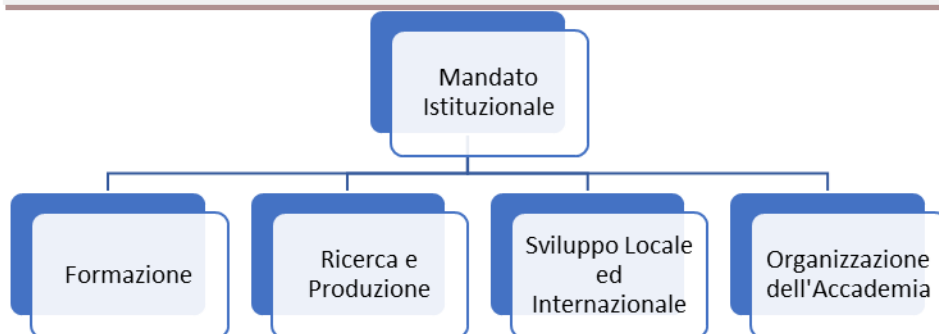 Mandato
Istituzionale
Formazione
Ricerca e
Produzione
Sviluppo Locale
ed
Internazionale
Organizzazione
dell'Accademia